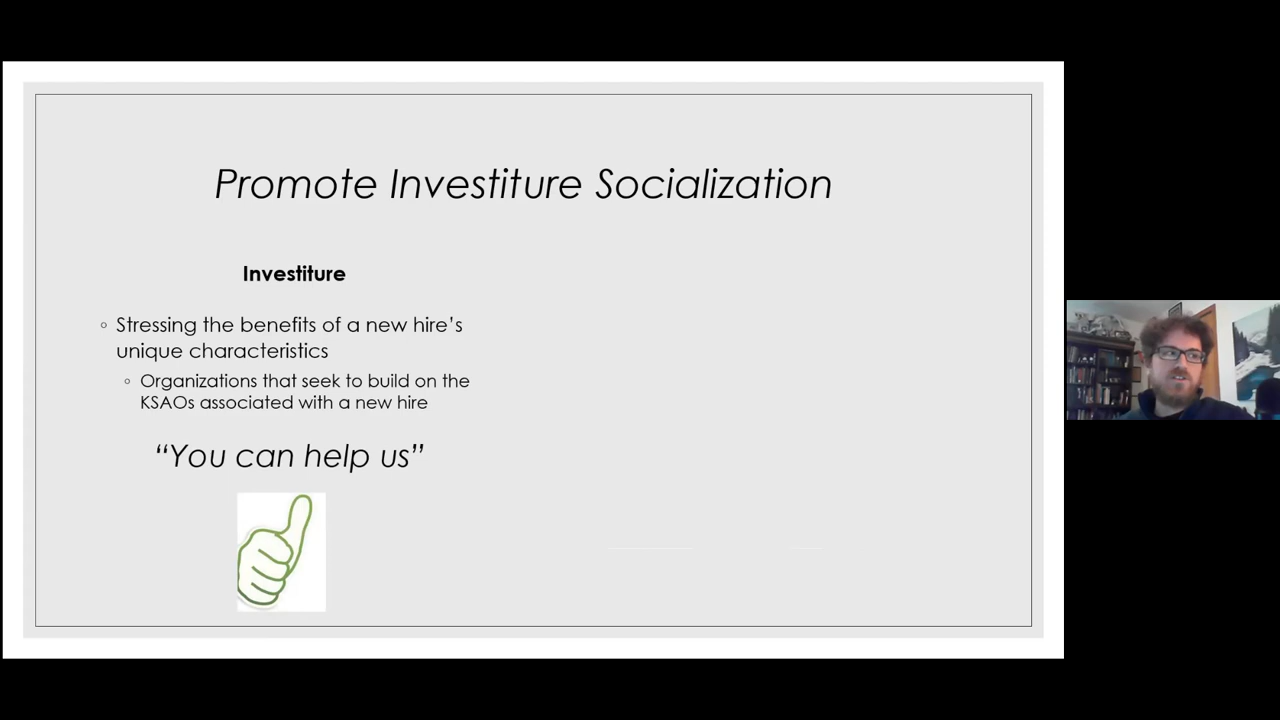 Promote Investiture Socialization
Investiture
◦ Stressing the benefits of a new hire’s
unique characteristics
◦ Organizations that seek to build on the
KSAOs associated with a new hire
“You can help us”